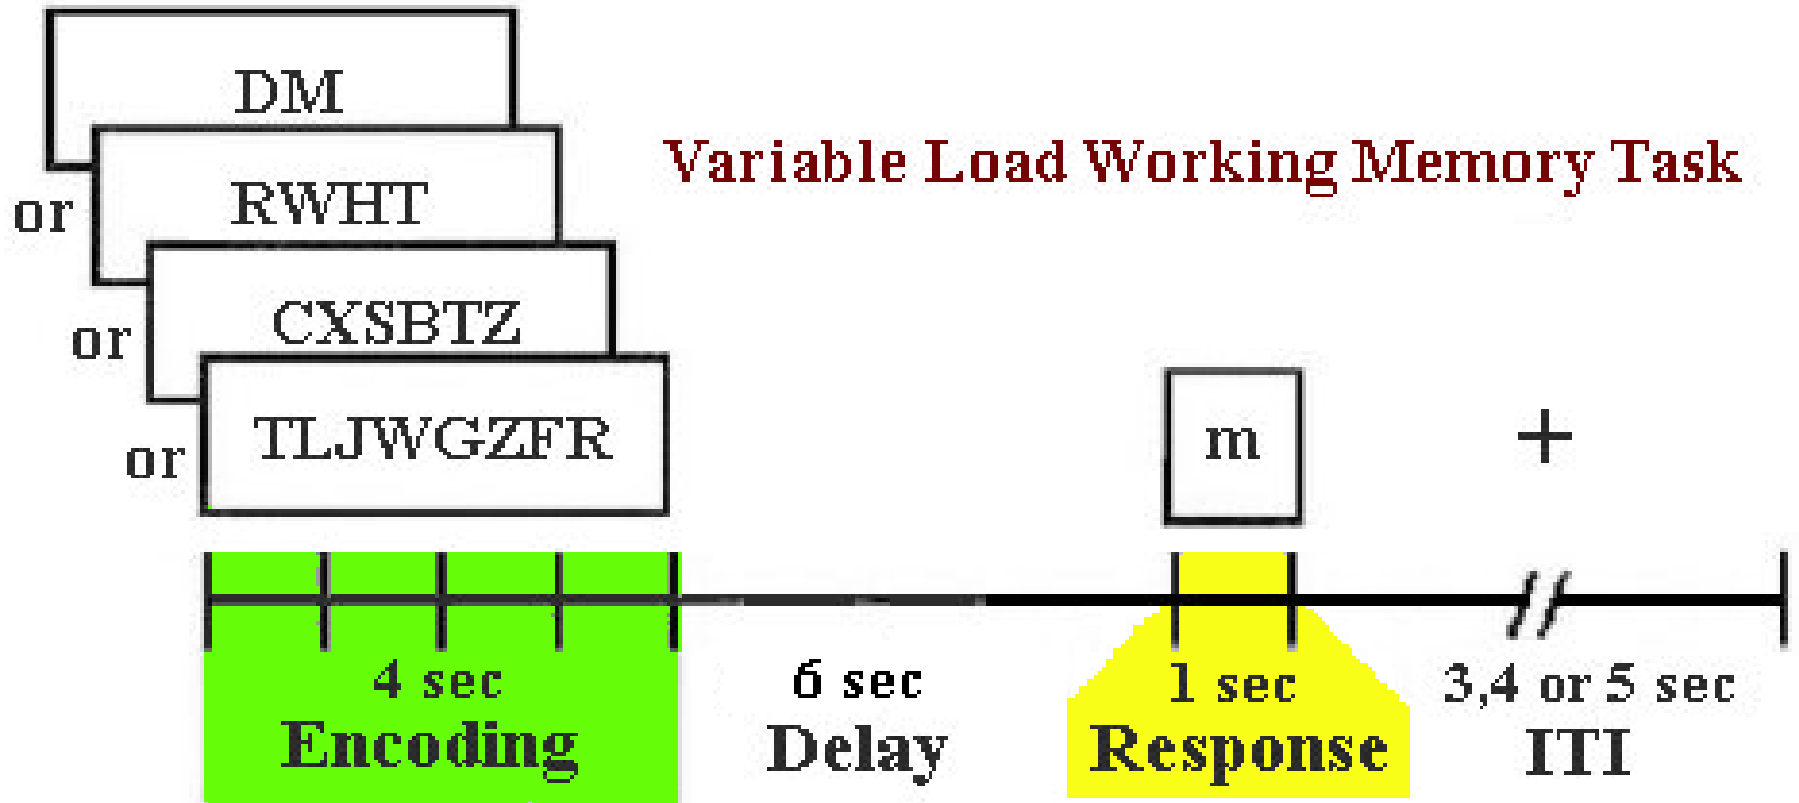 DM
Variable Load Working Memory Task
or
RWHT
or
CXSBTZ
or
TLJWGZFR
m
+
4 sec
6 sec
1 sec
3,4 or 5 sec
Encoding
Delay
Response
ITI